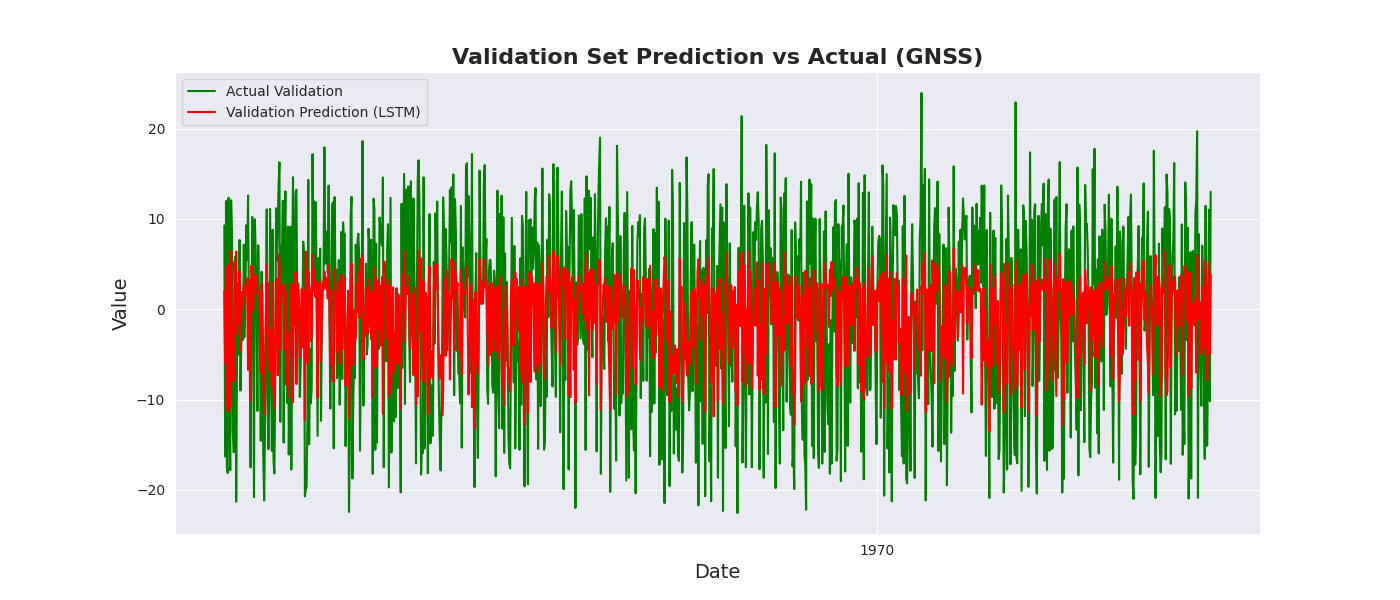 Validation Set Prediction vs Actual (GNSS)
Actual Validation
Validation Prediction (LSTM)
20
10
0
−10
−20
Value
1970
Date